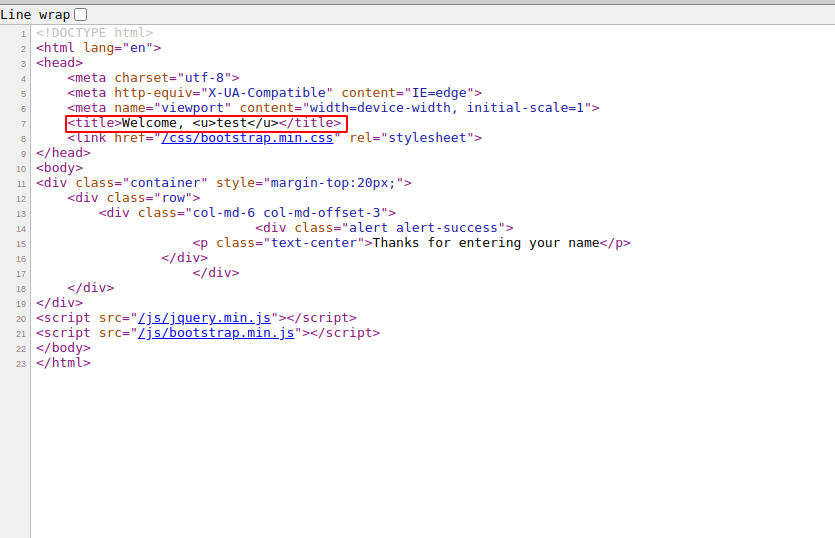 Line wrap
1 <!DOCTYPE html>
2 <html lang="en">
3 <head>
4     <meta charset="utf-8">
5     <meta http-equiv="X-UA-Compatible" content="IE=edge">
6     <meta name="viewport" content="width=device-width, initial-scale=1">
7     <title>Welcome, <u>test</u></title>
8     <link href="/css/bootstrap.min.css" rel="stylesheet">
9 </head>
10 <body>
11 <div class="container" style="margin-top:20px;">
12     <div class="row">
13         <div class="col-md-6 col-md-offset-3">
14                             <div class="alert alert-success">
15                     <p class="text-center">Thanks for entering your name</p>
16                 </div>
17                     </div>
18     </div>
19 </div>
20 <script src="/js/jquery.min.js"></script>
21 <script src="/js/bootstrap.min.js"></script>
22 </body>
23 </html>